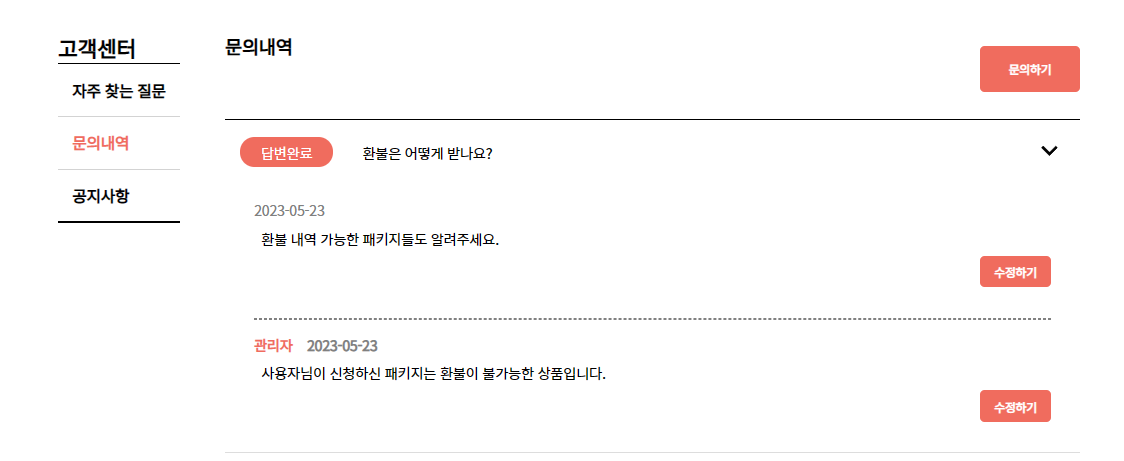 고객센터
자주 찾는 질문
문의내역
공지사항
문의내역
문의하기
답변완료 환불은 어떻게 받나요?
2023-05-23
환불 내역 가능한 패키지들도 알려주세요.
수정하기
관리자 2023-05-23
사용자님이 신청하신 패키지는 환불이 불가능한 상품입니다.
수정하기